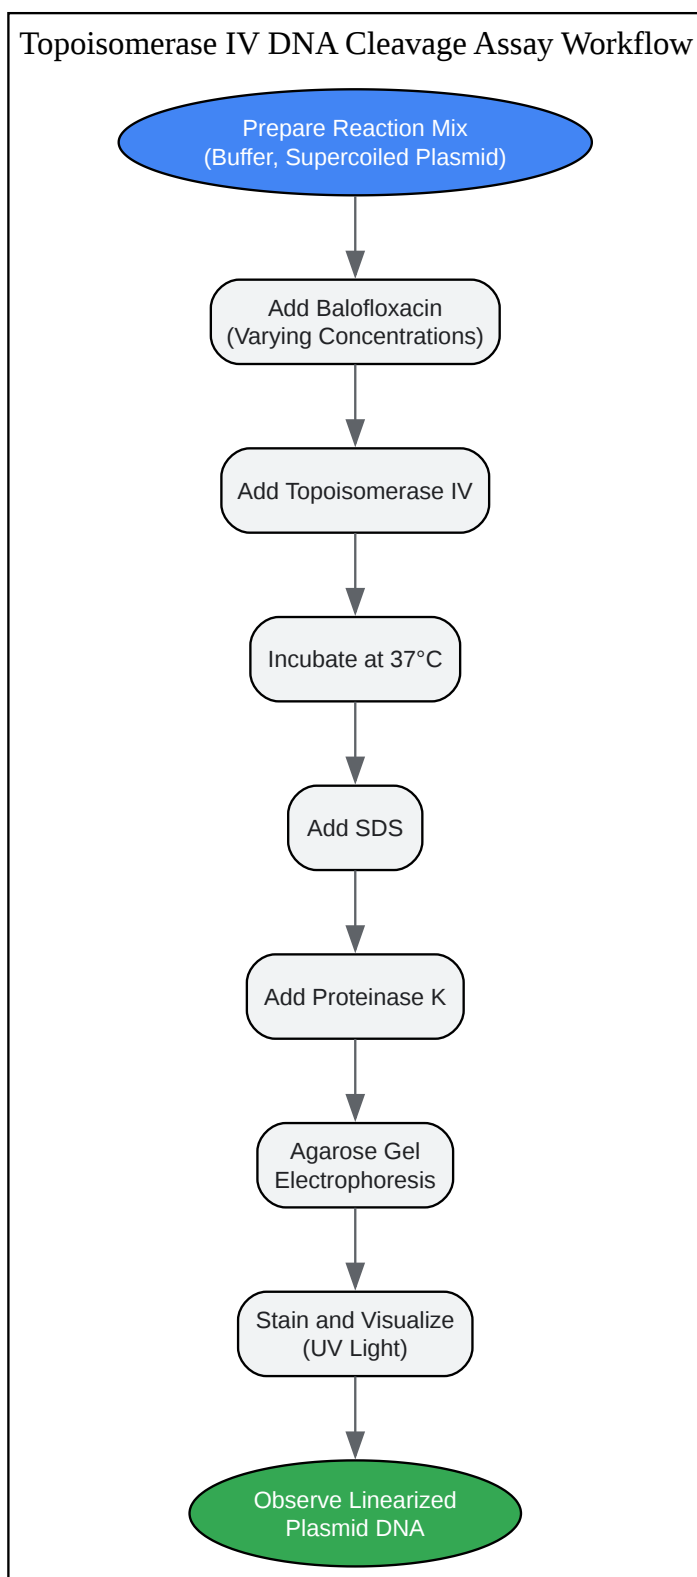 Topoisomerase IV DNA Cleavage Assay Workflow
Prepare Reaction Mix
(Buffer, Supercoiled Plasmid)
Add Balofloxacin
(Varying Concentrations)
Add Topoisomerase IV
Incubate at 37°C
Add SDS
Add Proteinase K
Agarose Gel
Electrophoresis
Stain and Visualize
(UV Light)
Observe Linearized
Plasmid DNA